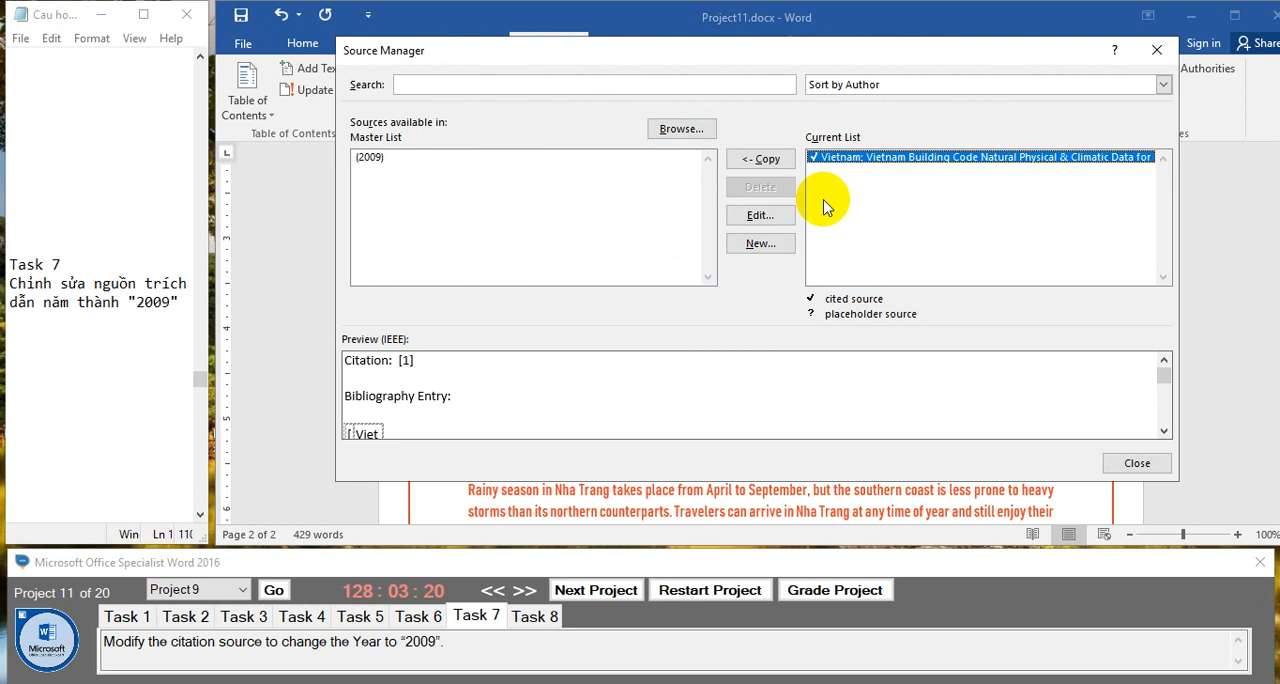 Cau ho...
File Edit Format View Help
Task 7
Chỉnh sửa nguồn trích
dẫn năm thành "2009"
Win Ln 1 110
Project11.docx - Word
File Home
Sign in Share
Table of
Contents
Add Te
Update
Table of Contents
Authorities
es
Source Manager
?
Search:
Sort by Author
Sources available in:
Master List
Browse...
Current List
(2009)
<- Copy
Delete
Edit...
New...
✓ Vietnam; Vietnam Building Code Natural Physical & Climatic Data for
✓ cited source
? placeholder source
Preview (IEEE):
Citation: [1]
Bibliography Entry:
[ Viet
Close
Rainy season in Nha Trang takes place from April to September, but the southern coast is less prone to heavy
storms than its northern counterparts. Travelers can arrive in Nha Trang at any time of year and still enjoy their
Page 2 of 2 429 words
100%
Microsoft Office Specialist Word 2016
Project 11 of 20 Project9 Go 128 : 03 : 20 << >> Next Project Restart Project Grade Project
Task 1 Task 2 Task 3 Task 4 Task 5 Task 6 Task 7 Task 8
Modify the citation source to change the Year to “2009”.
Microsoft